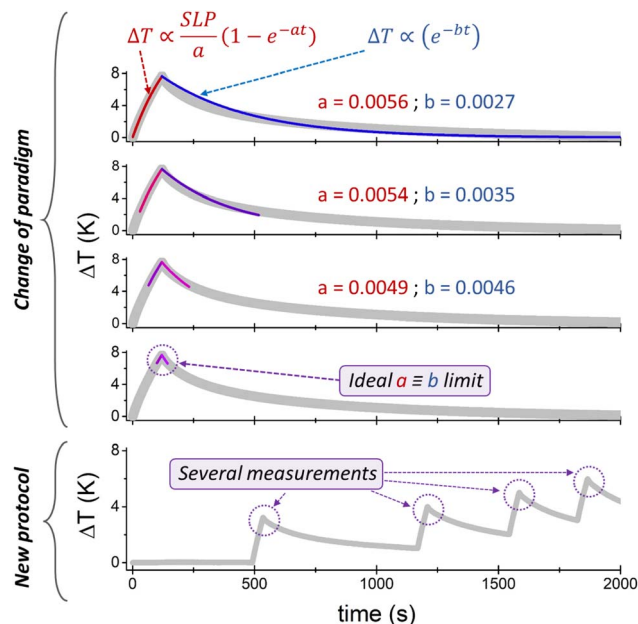 ΔT ∝ SLP/a (1 − e^{-at})    ΔT ∝ (e^{-bt})
Change of paradigm
ΔT (K)
8
4
0
a = 0.0056 ; b = 0.0027
8
4
0
a = 0.0054 ; b = 0.0035
8
4
0
a = 0.0049 ; b = 0.0046
8
4
0
Ideal a ≡ b limit
New protocol
ΔT (K)
8
4
0
Several measurements
0 500 1000 1500 2000
time (s)